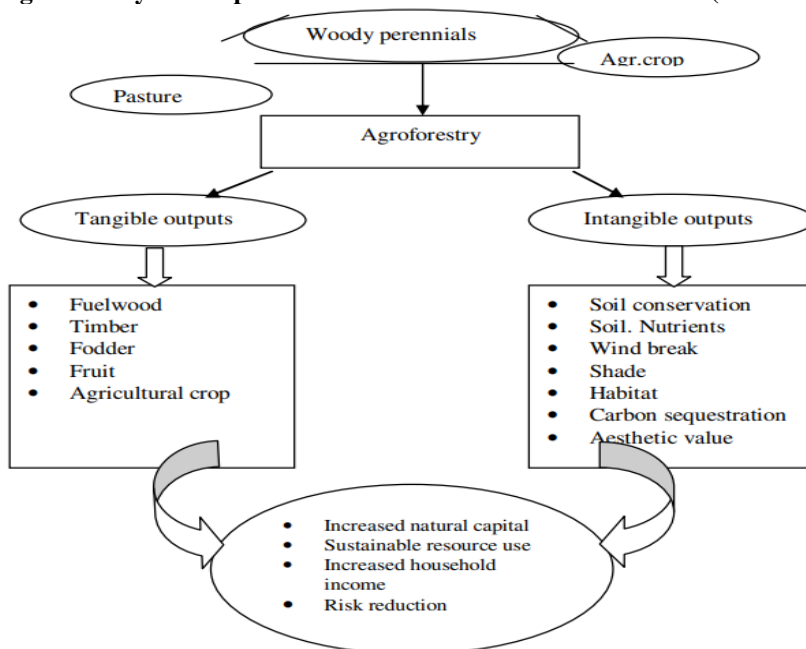 Woody perennials
Agr.crop
Pasture
Agroforestry
Tangible outputs
Intangible outputs
• Fuelwood
• Timber
• Fodder
• Fruit
• Agricultural crop
• Soil conservation
• Soil. Nutrients
• Wind break
• Shade
• Habitat
• Carbon sequestration
• Aesthetic value
• Increased natural capital
• Sustainable resource use
• Increased household
income
• Risk reduction